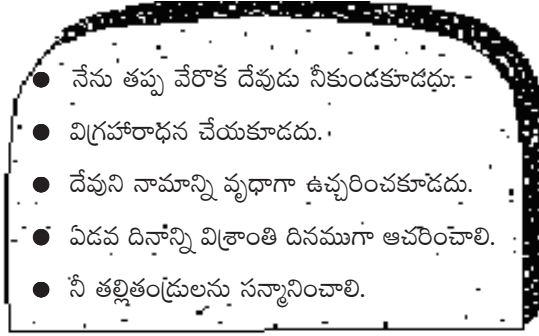 ● నేను తప్ప వేరొక దేవుడు నీకుండకూడదు.
● విగ్రహారాధన చేయకూడదు.
● దేవుని నామాన్ని వృధాగా ఉచ్చరించకూడదు.
● ఏడవ దినాన్ని విశ్రాంతి దినముగా ఆచరించాలి.
● నీ తల్లితండ్రులను సన్మానించాలి.